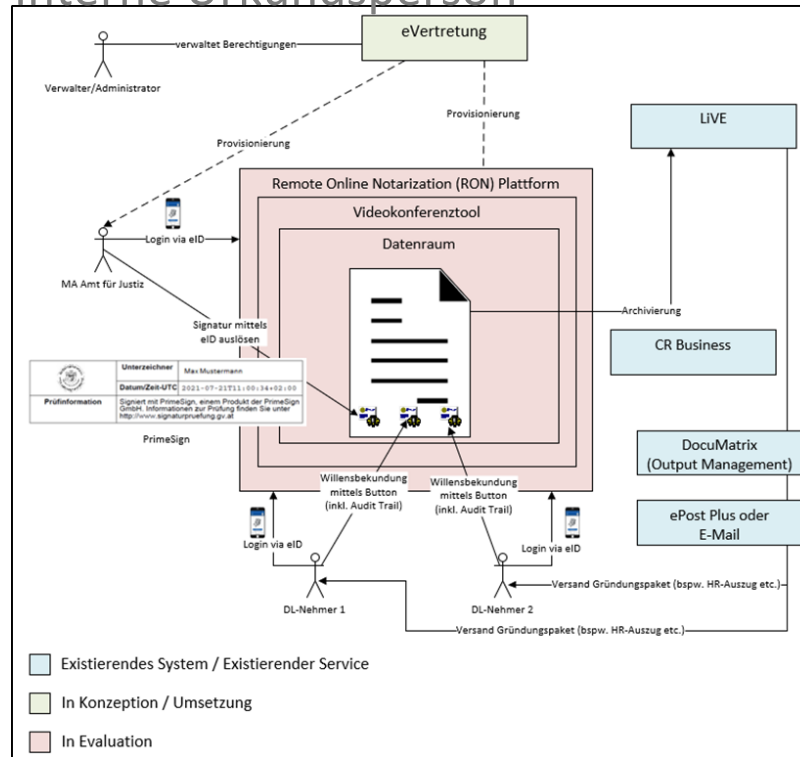 Interne Urkundsperson
eVertretung
verwaltet Berechtigungen
Verwalter/Administrator
Provisionierung
Provisionierung
LiVE
Remote Online Notarization (RON) Plattform
Videokonferenztool
Datenraum
Login via eID
MA Amt für Justiz
Signatur mittels
eID auslösen
Archivierung
CR Business
Unterzeichner
Max Mustermann
Datum/Zeit-UTC
2021-07-21T11:00:34+02:00
Prüfinformation
Signiert mit PrimeSign, einem Produkt der PrimeSign
GmbH. Informationen zur Prüfung finden Sie unter
http://www.signaturpruefung.gv.at
PrimeSign
DocuMatrix
(Output Management)
Willensbekundung
mittels Button
(inkl. Audit Trail)
Willensbekundung
mittels Button
(inkl. Audit Trail)
ePost Plus oder
E-Mail
Login via eID
Login via eID
DL-Nehmer 1
DL-Nehmer 2
Versand Gründungspaket (bspw. HR-Auszug etc.)
Versand Gründungspaket (bspw. HR-Auszug etc.)
Existierendes System / Existierender Service
In Konzeption / Umsetzung
In Evaluation